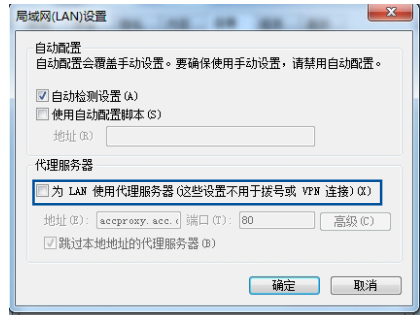 局域网(LAN)设置
自动配置
自动配置会覆盖手动设置。要确保使用手动设置，请禁用自动配置。
自动检测设置(A)
使用自动配置脚本(S)
地址(R)
代理服务器
为 LAN 使用代理服务器(这些设置不用于拨号或 VPN 连接)(X)
地址(E): accproxy.acc. 端口(T): 80 高级(C)
跳过本地地址的代理服务器(B)
确定 取消